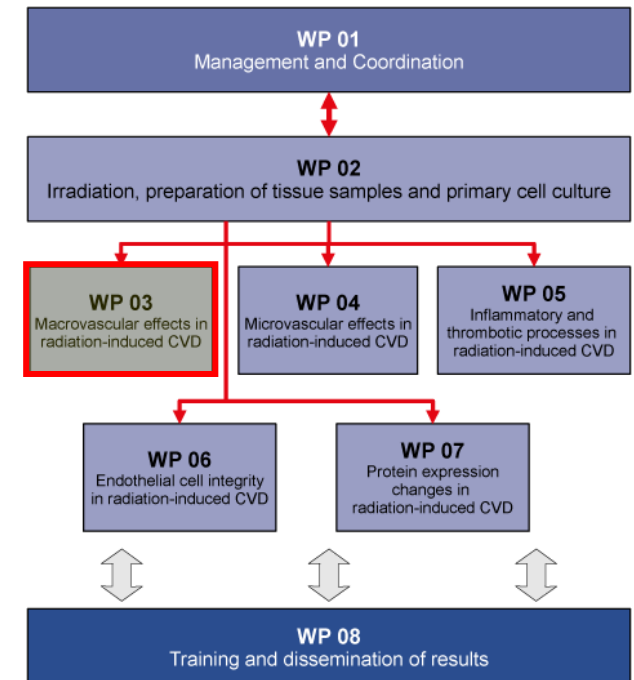 WP 01
Management and Coordination
WP 02
Irradiation, preparation of tissue samples and primary cell culture
WP 03
Macrovascular effects in
radiation-induced CVD
WP 04
Microvascular effects in
radiation-induced CVD
WP 05
Inflammatory and
thrombotic processes in
radiation-induced CVD
WP 06
Endothelial cell integrity
in radiation-induced CVD
WP 07
Protein expression
changes in
radiation-induced CVD
WP 08
Training and dissemination of results